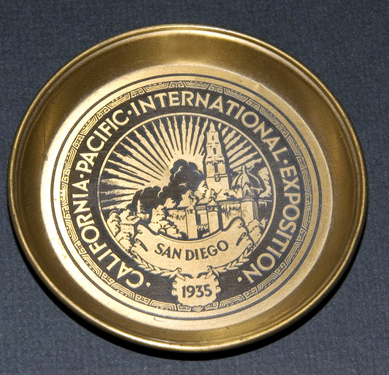 ·CALIFORNIA·PACIFIC·INTERNATIONAL·EXPOSITION·
SAN DIEGO
1935